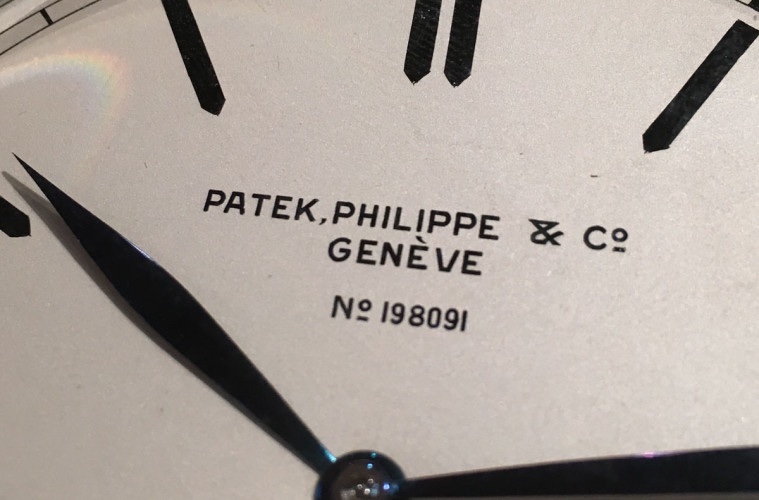 PATEK, PHILIPPE & Cº
GENÈVE
Nº 198091